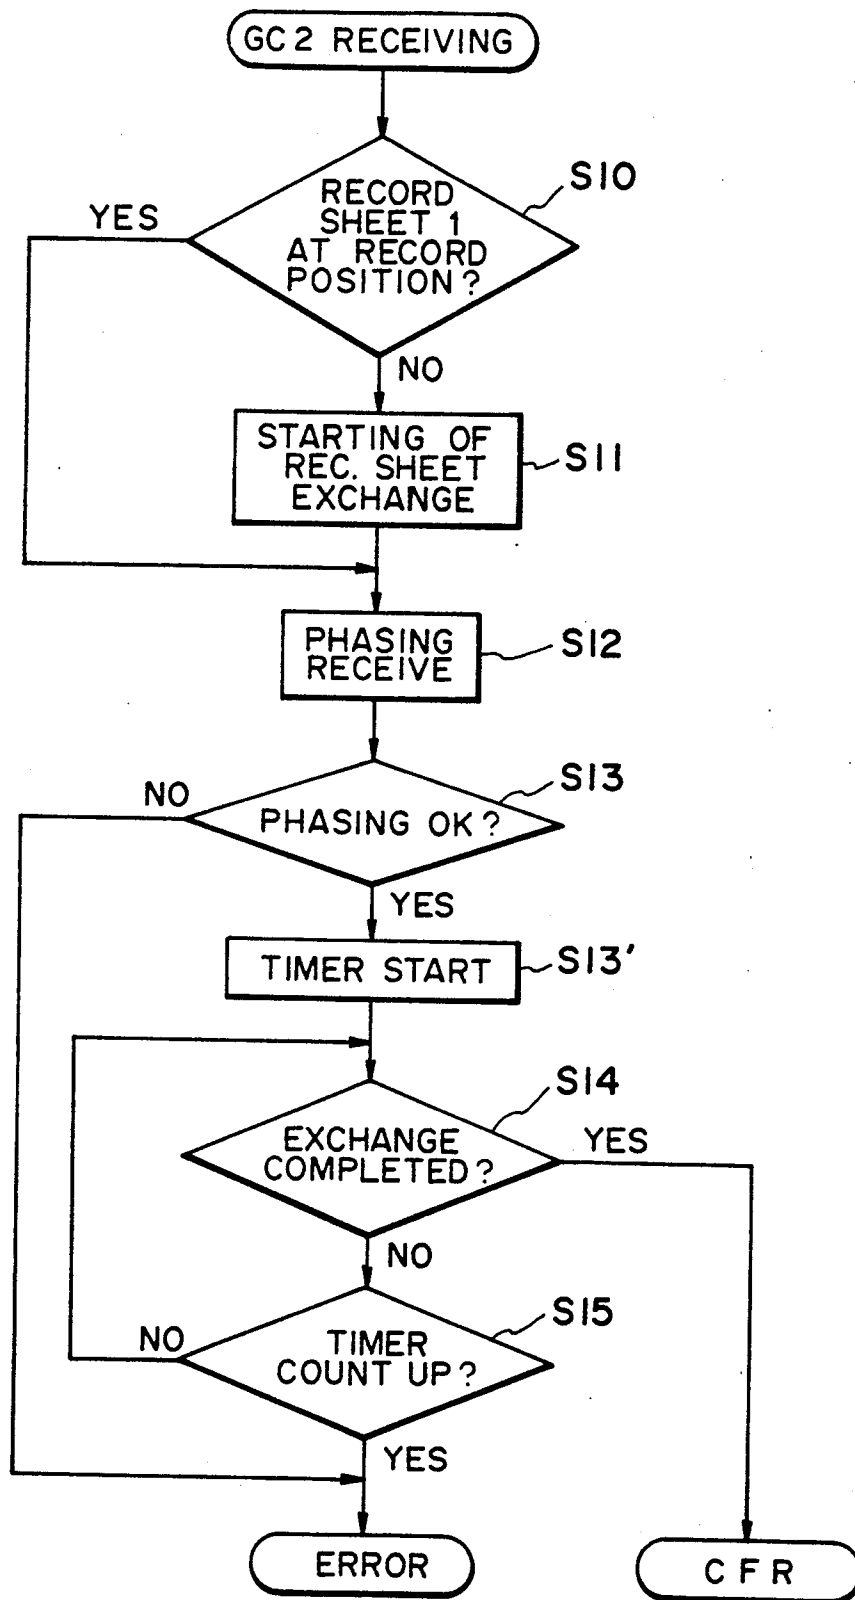 GC2 RECEIVING
S10
RECORD
SHEET 1
AT RECORD
POSITION?
YES
NO
STARTING OF
REC. SHEET
EXCHANGE
S11
PHASING
RECEIVE
S12
S13
NO
PHASING OK?
YES
TIMER START
S13'
S14
EXCHANGE
COMPLETED?
YES
NO
S15
NO
TIMER
COUNT UP?
YES
ERROR
CFR